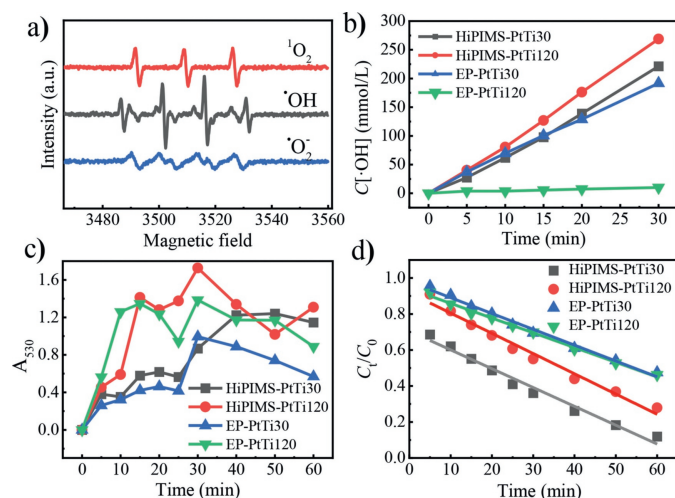 a)
Intensity (a.u.)
¹O₂
•OH
•O₂⁻
3460 3480 3500 3520 3540 3560
Magnetic field
b)
C[·OH] (mmol/L)
300
250
200
150
100
50
0
HiPIMS-PtTi30
HiPIMS-PtTi120
EP-PtTi30
EP-PtTi120
0 5 10 15 20 25 30
Time (min)
c)
A₅₃₀
1.6
1.2
0.8
0.4
0.0
HiPIMS-PtTi30
HiPIMS-PtTi120
EP-PtTi30
EP-PtTi120
0 10 20 30 40 50 60
Time (min)
d)
Cₜ/C₀
1.0
0.8
0.6
0.4
0.2
0.0
HiPIMS-PtTi30
HiPIMS-PtTi120
EP-PtTi30
EP-PtTi120
10 20 30 40 50 60
Time (min)